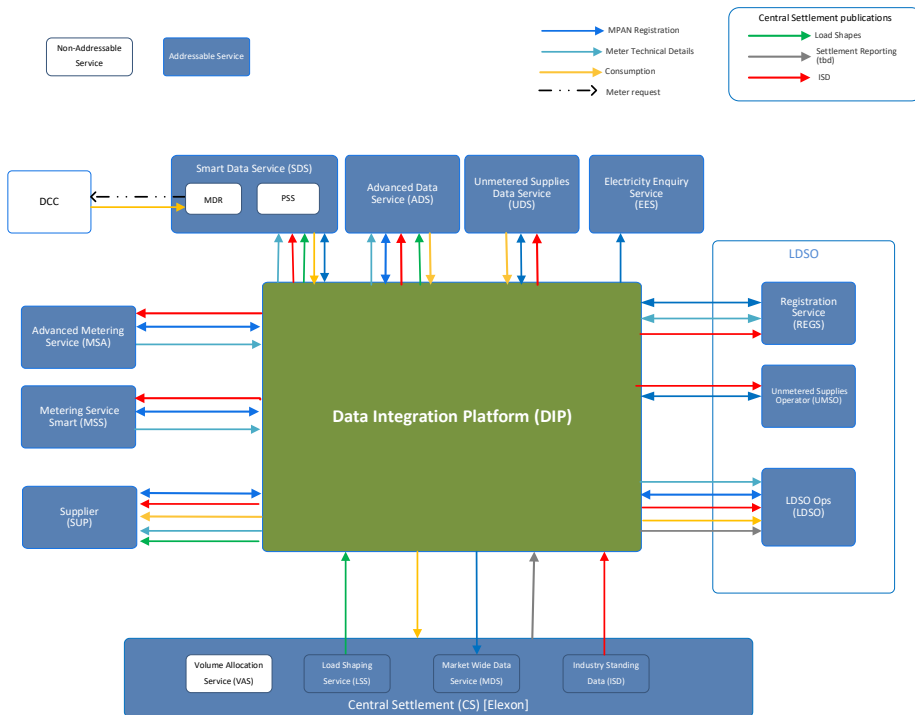 Non-Addressable
Service
Addressable Service
MPAN Registration
Meter Technical Details
Consumption
Meter request
Central Settlement publications
Load Shapes
Settlement Reporting
(tbd)
ISD
DCC
Smart Data Service (SDS)
MDR
PSS
Advanced Data
Service (ADS)
Unmetered Supplies
Data Service
(UDS)
Electricity Enquiry
Service
(EES)
LDSO
Advanced Metering
Service (MSA)
Metering Service
Smart (MSS)
Supplier
(SUP)
Data Integration Platform (DIP)
Registration
Service
(REGS)
Unmetered Supplies
Operator (UMSO)
LDSO Ops
(LDSO)
Volume Allocation
Service (VAS)
Load Shaping
Service (LSS)
Market Wide Data
Service (MDS)
Industry Standing
Data (ISD)
Central Settlement (CS) [Elexon]